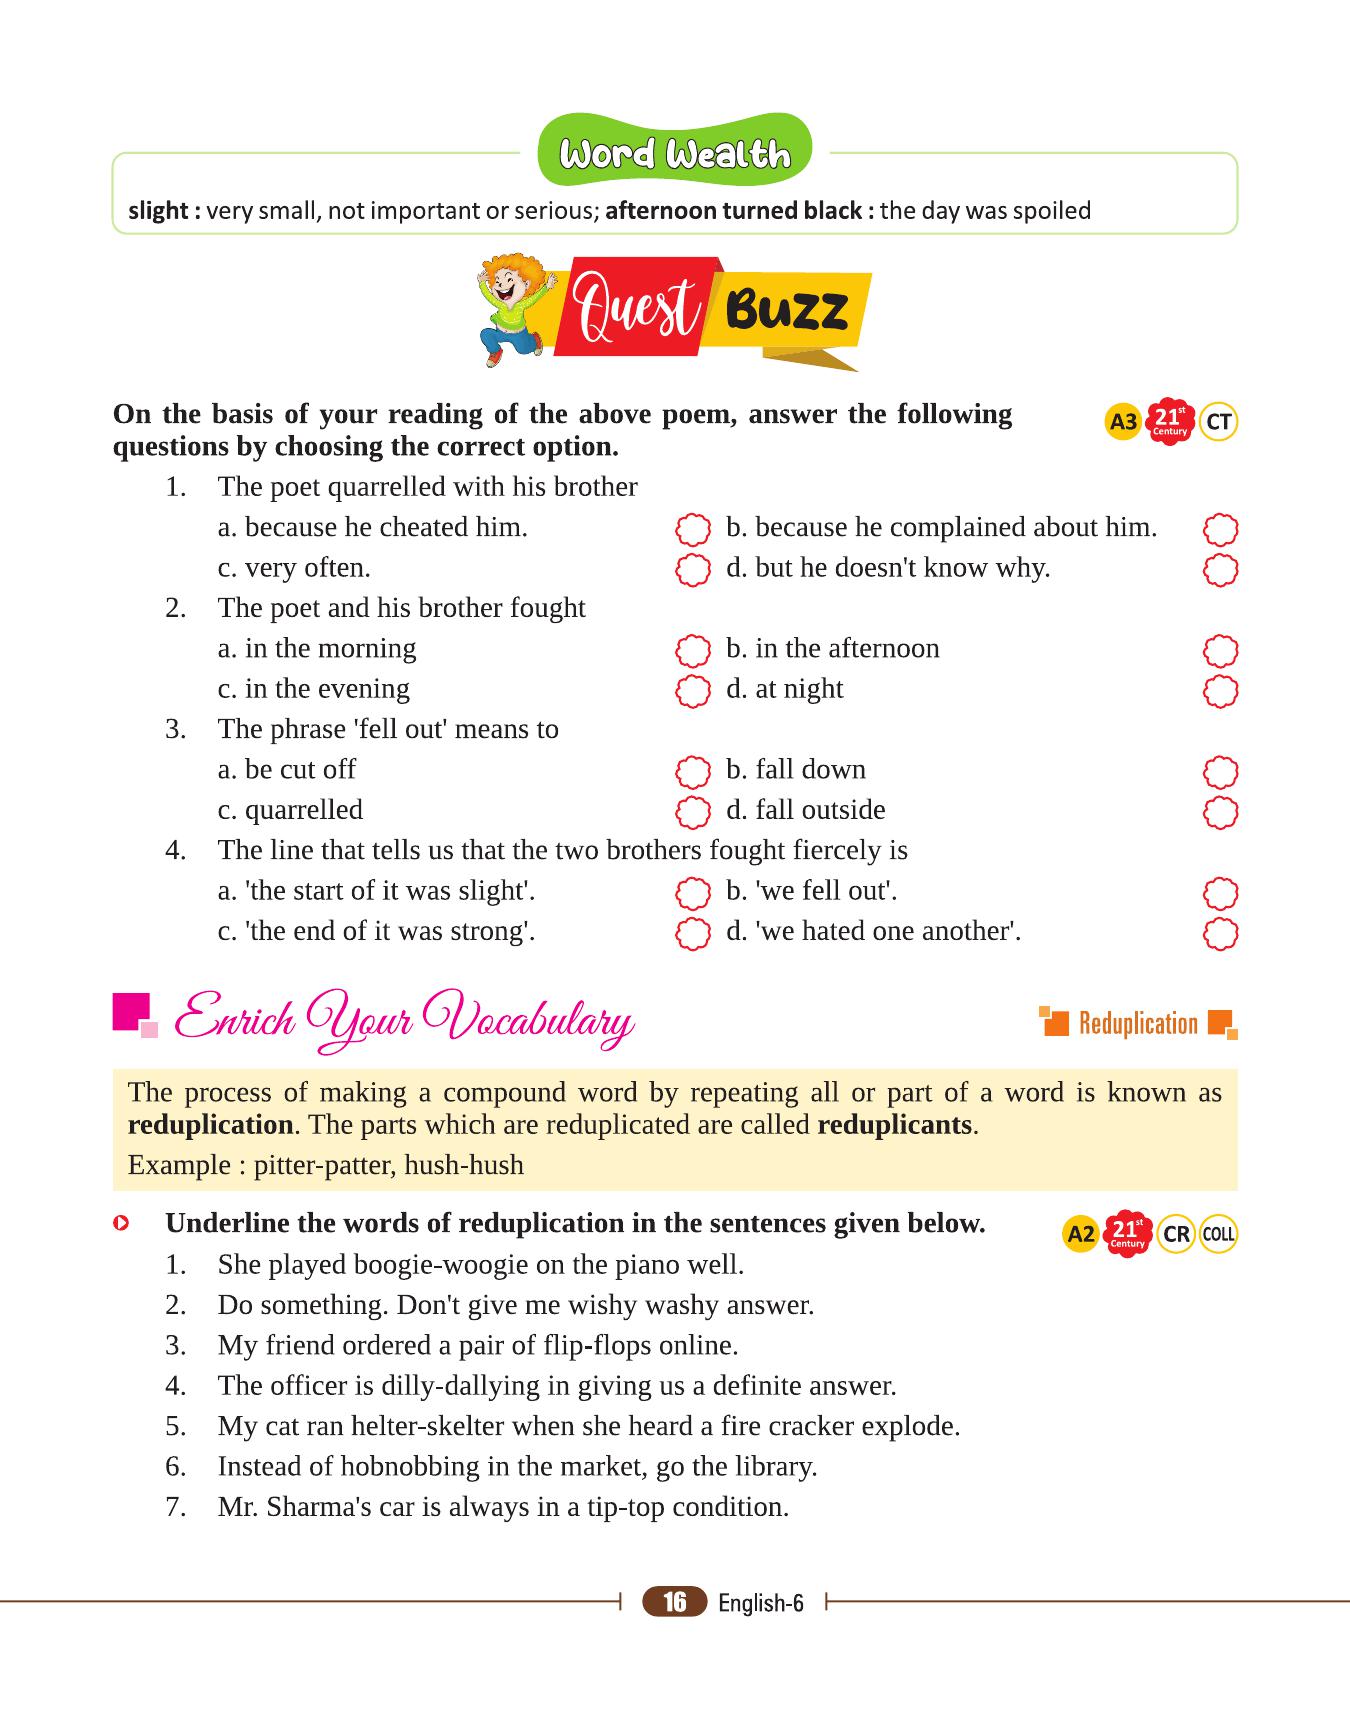 Word Wealth
slight : very small, not important or serious; afternoon turned black : the day was spoiled
Quest Buzz
On the basis of your reading of the above poem, answer the following
questions by choosing the correct option.
A3 21st Century CT
1. The poet quarrelled with his brother
a. because he cheated him. b. because he complained about him.
c. very often. d. but he doesn't know why.
2. The poet and his brother fought
a. in the morning b. in the afternoon
c. in the evening d. at night
3. The phrase 'fell out' means to
a. be cut off b. fall down
c. quarrelled d. fall outside
4. The line that tells us that the two brothers fought fiercely is
a. 'the start of it was slight'. b. 'we fell out'.
c. 'the end of it was strong'. d. 'we hated one another'.
Enrich Your Vocabulary Reduplication
The process of making a compound word by repeating all or part of a word is known as
reduplication. The parts which are reduplicated are called reduplicants.
Example : pitter-patter, hush-hush
Underline the words of reduplication in the sentences given below. A2 21st Century CR COLL
1. She played boogie-woogie on the piano well.
2. Do something. Don't give me wishy washy answer.
3. My friend ordered a pair of flip-flops online.
4. The officer is dilly-dallying in giving us a definite answer.
5. My cat ran helter-skelter when she heard a fire cracker explode.
6. Instead of hobnobbing in the market, go the library.
7. Mr. Sharma's car is always in a tip-top condition.
16 English-6